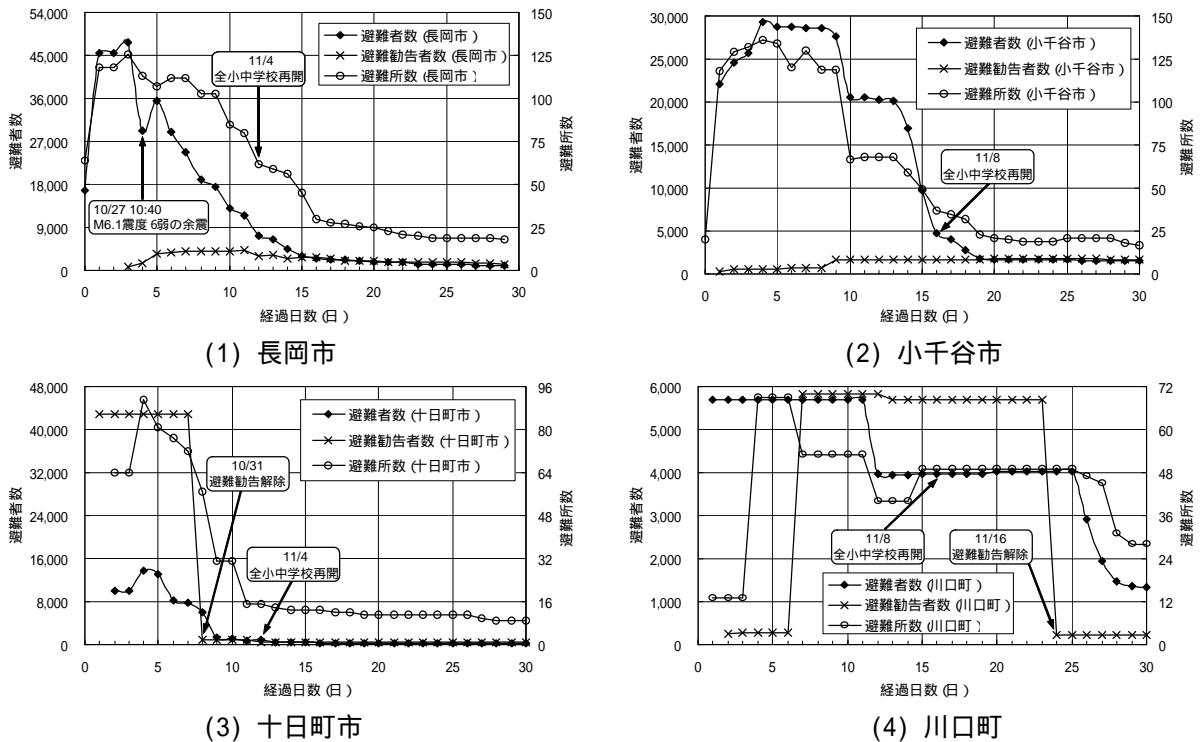 54,000
45,000
36,000
27,000
18,000
9,000
0
避難者数
150
125
100
75
50
25
0
避難所数
避難者数(長岡市)
避難勧告者数(長岡市)
避難所数(長岡市)
11/4
全小中学校再開
10/27 10:40
M6.1震度6弱の余震
0 5 10 15 20 25 30
経過日数(日)
(1) 長岡市
30,000
25,000
20,000
15,000
10,000
5,000
0
避難者数
150
125
100
75
50
25
0
避難所数
避難者数(小千谷市)
避難勧告者数(小千谷市)
避難所数(小千谷市)
11/8
全小中学校再開
0 5 10 15 20 25 30
経過日数(日)
(2) 小千谷市
48,000
40,000
32,000
24,000
16,000
8,000
0
避難者数
96
80
64
48
32
16
0
避難所数
避難者数(十日町市)
避難勧告者数(十日町市)
避難所数(十日町市)
10/31
避難勧告解除
11/4
全小中学校再開
0 5 10 15 20 25 30
経過日数(日)
(3) 十日町市
6,000
5,000
4,000
3,000
2,000
1,000
0
避難者数
72
60
48
36
24
12
0
避難所数
11/8
全小中学校再開
11/16
避難勧告解除
避難者数(川口町)
避難勧告者数(川口町)
避難所数(川口町)
0 5 10 15 20 25 30
経過日数(日)
(4) 川口町